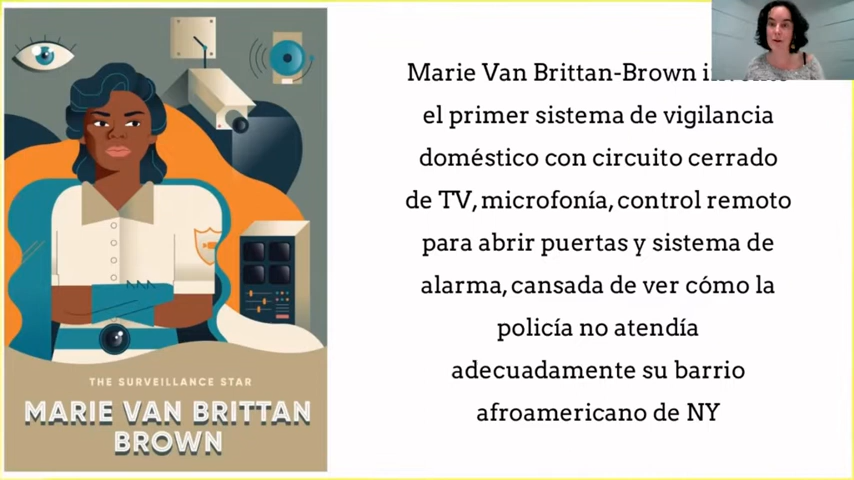 THE SURVEILLANCE STAR
MARIE VAN BRITTAN
BROWN
Marie Van Brittan-Brown
el primer sistema de vigilancia
doméstico con circuito cerrado
de TV, microfonía, control remoto
para abrir puertas y sistema de
alarma, cansada de ver cómo la
policía no atendía
adecuadamente su barrio
afroamericano de NY